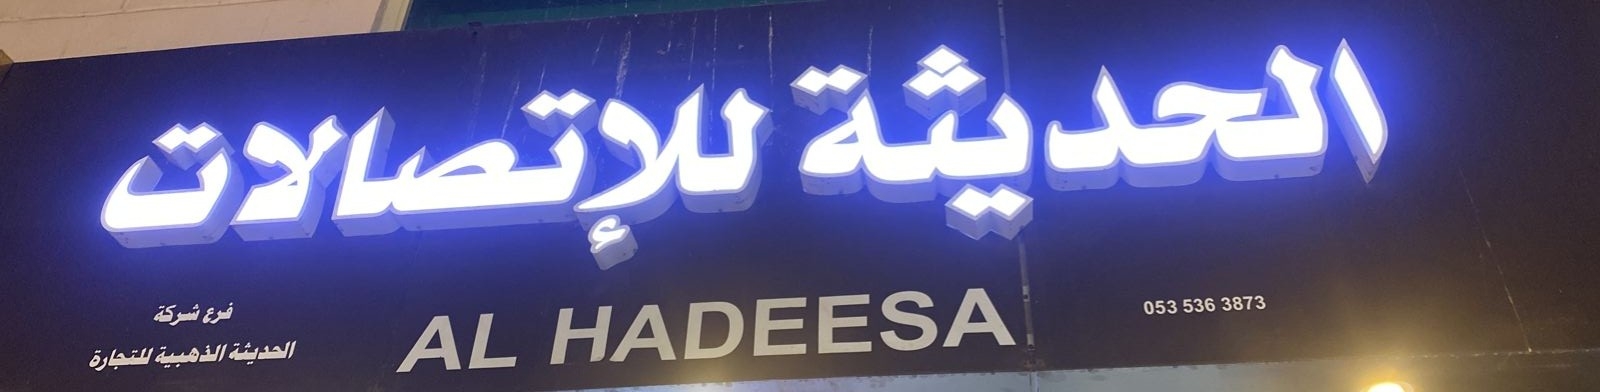 الحديثة للإتصالات
AL HADEESA
053 536 3873
فرع شركة
الحديثة الذهبية للتجارة